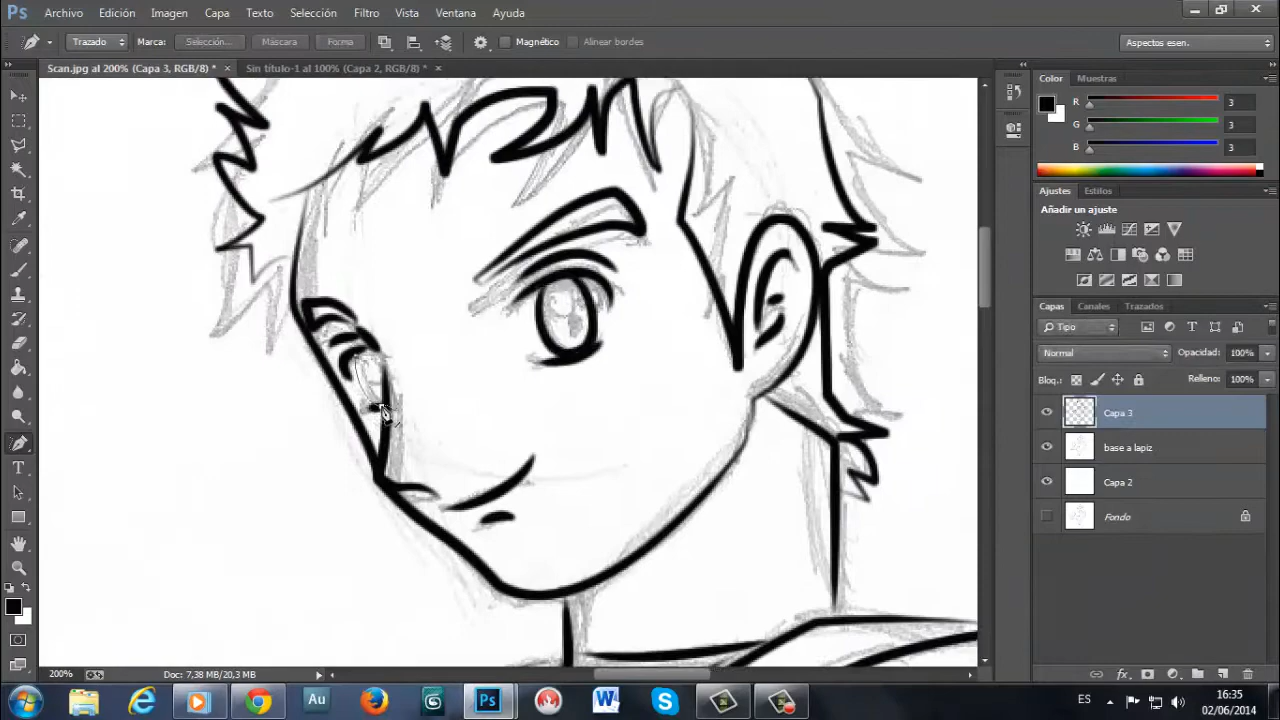 Ps Archivo Edición Imagen Capa Texto Selección Filtro Vista Ventana Ayuda
Trazado Marca: Selección... Máscara Forma Magnético Alinear bordes Aspectos esen.
Scan.jpg al 200% (Capa 3, RGB/8) * × Sin título-1 al 100% (Capa 2, RGB/8) * ×
Color Muestras
R 3
G 3
B 3
Ajustes Estilos
Añadir un ajuste
Capas Canales Trazados
Tipo
Normal Opacidad: 100%
Bloq.: Relleno: 100%
Capa 3
base a lapiz
Capa 2
Fondo
200% Doc: 7,38 MB/20,3 MB
Au Ps W S ES 16:35
02/06/2014